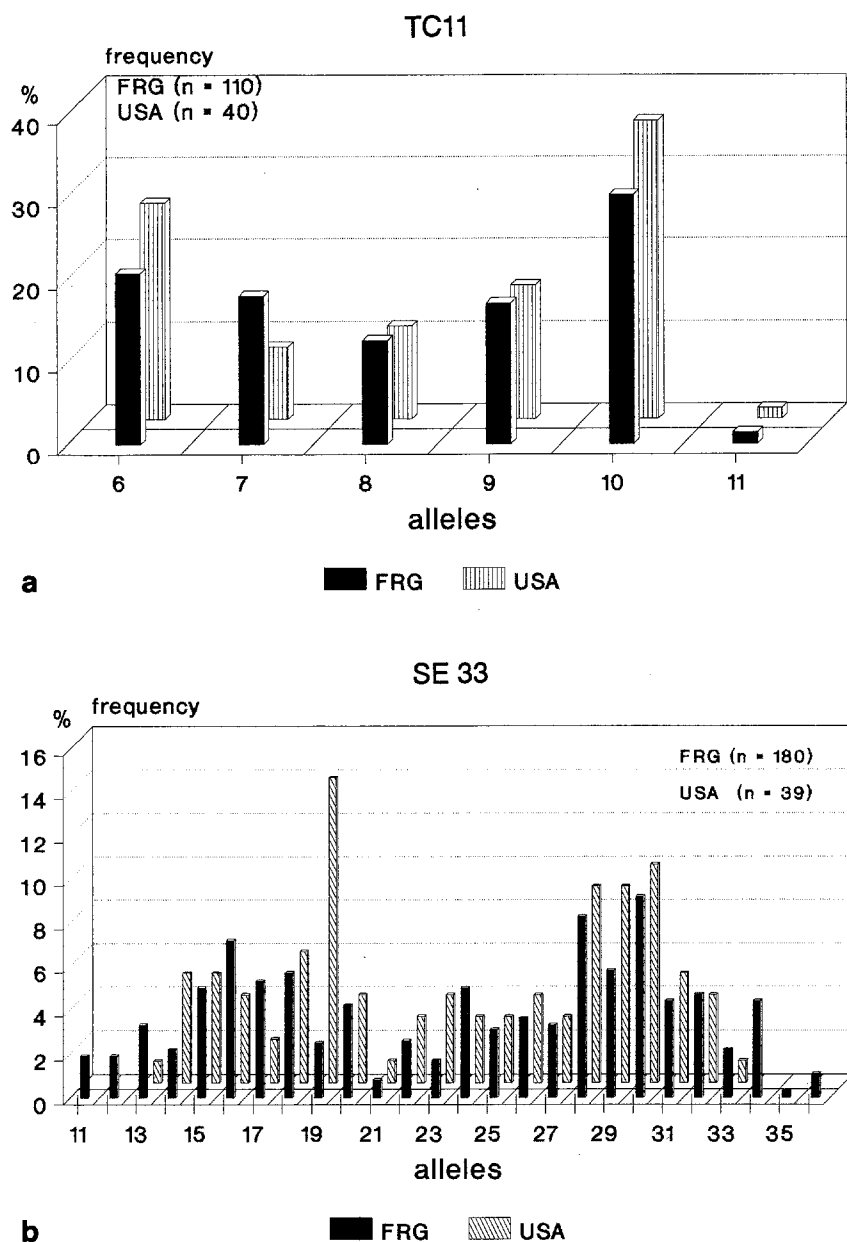 TC11
frequency
FRG (n = 110)
USA (n = 40)
%
40
30
20
10
0
6 7 8 9 10 11
alleles
a
FRG USA
SE 33
% frequency
FRG (n = 180)
USA (n = 39)
16
14
12
10
8
6
4
2
0
11 13 15 17 19 21 23 25 27 29 31 33 35
alleles
b
FRG USA